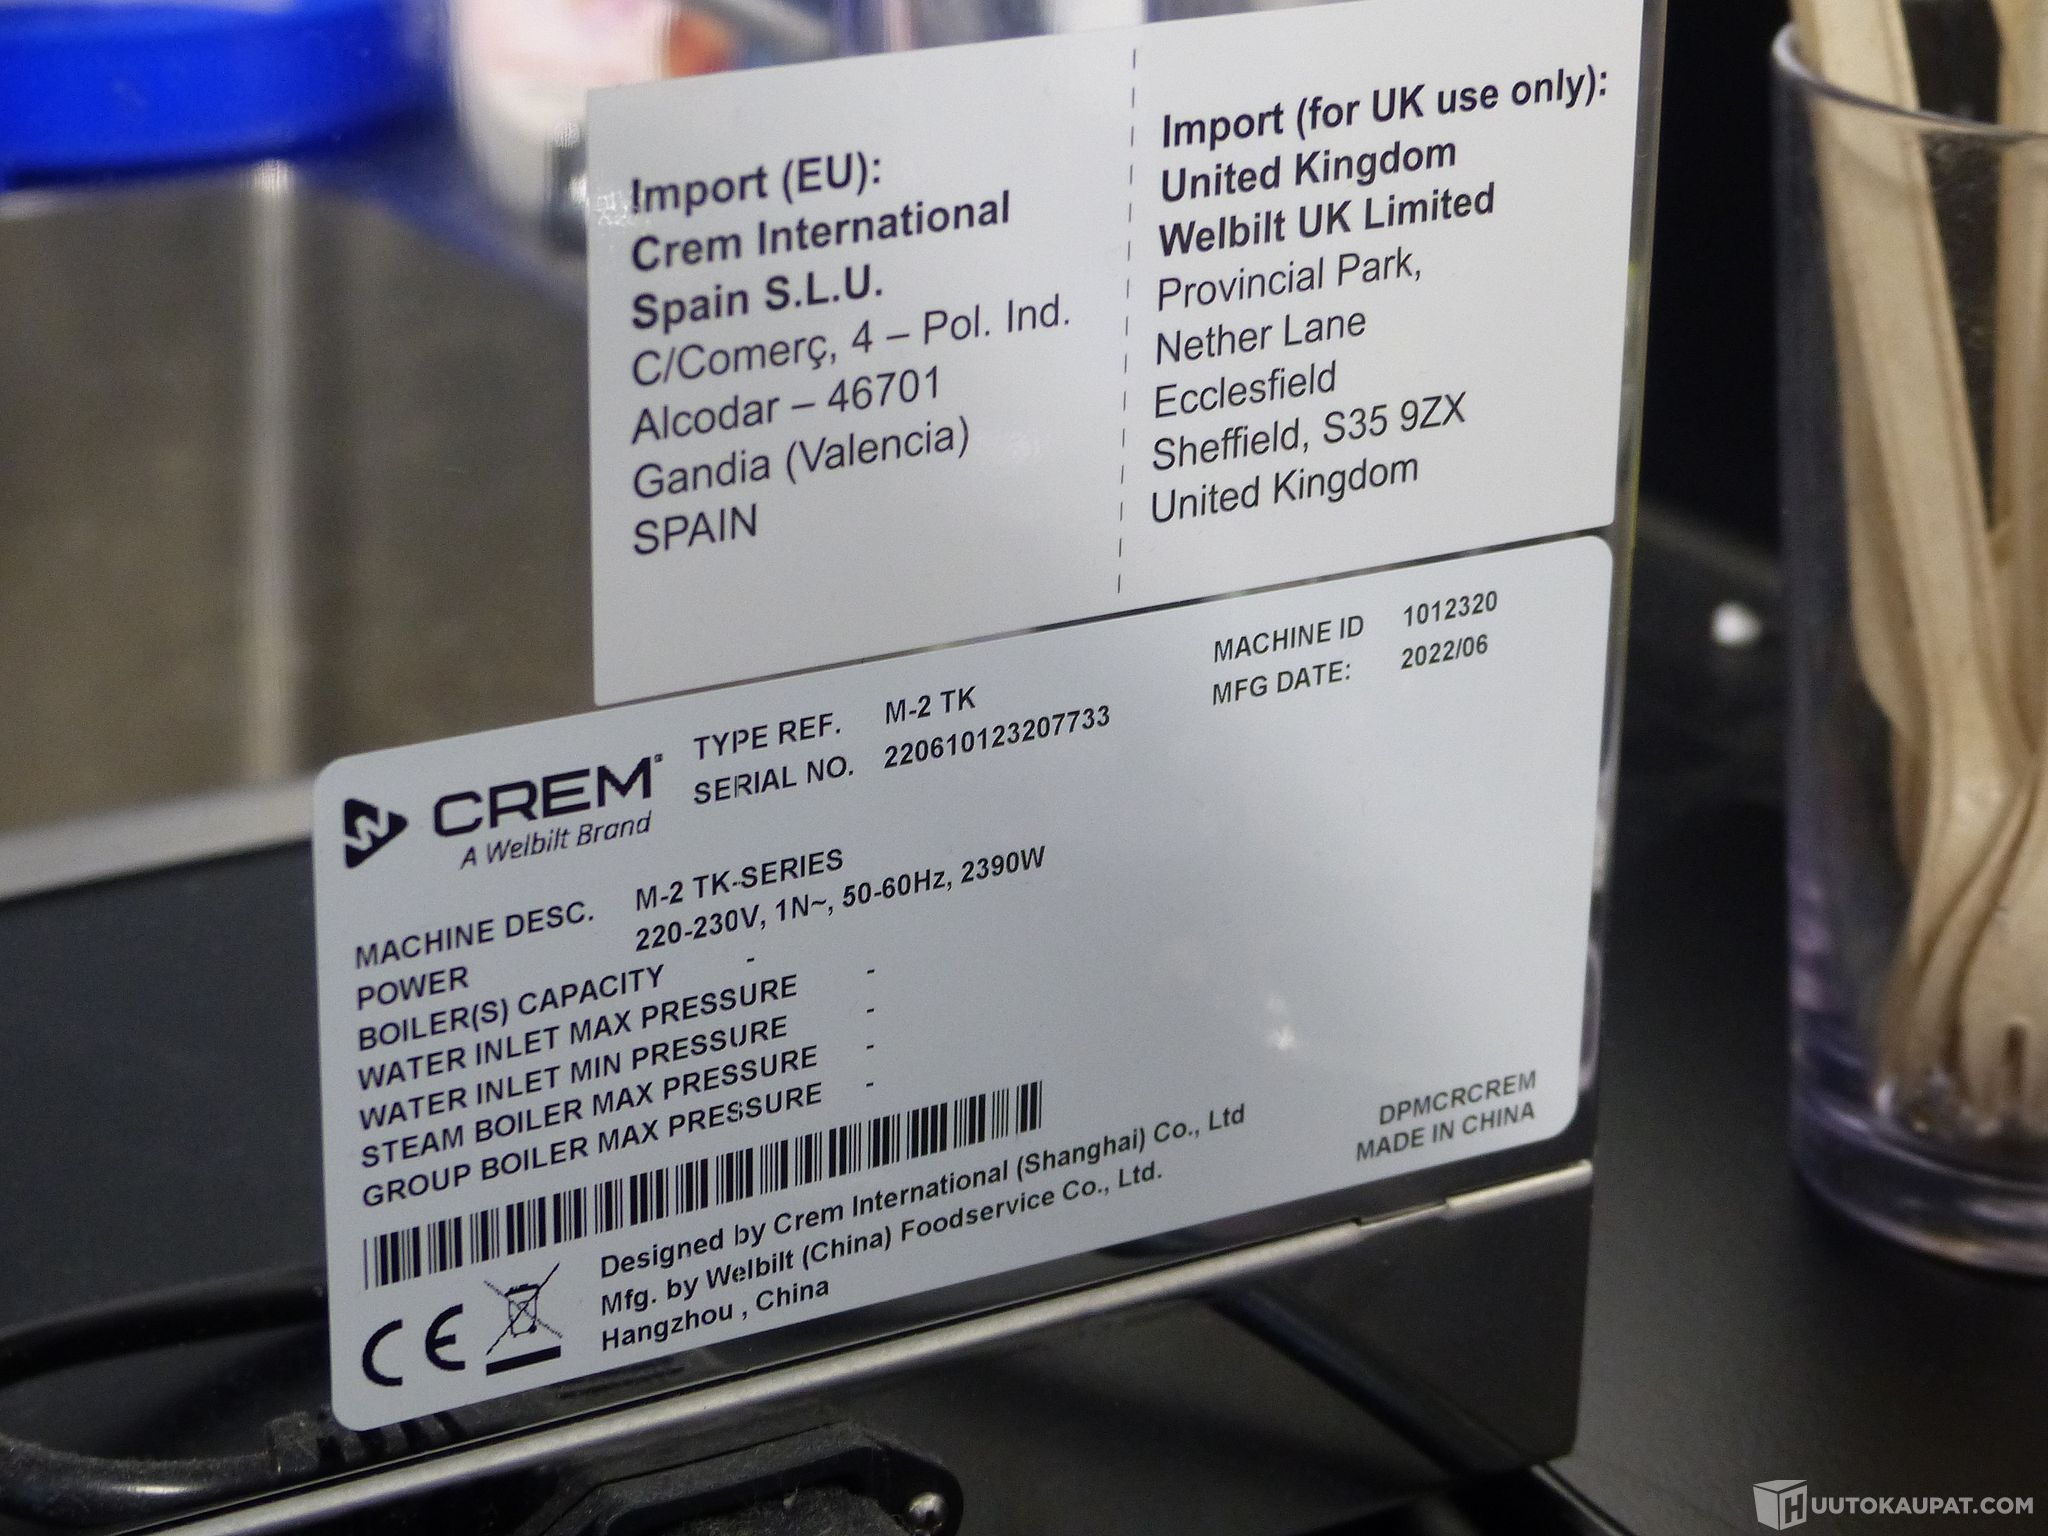 Import (EU):
Crem International
Spain S.L.U.
C/Comerç, 4 – Pol. Ind.
Alcodar – 46701
Gandia (Valencia)
SPAIN
Import (for UK use only):
United Kingdom
Welbilt UK Limited
Provincial Park,
Nether Lane
Ecclesfield
Sheffield, S35 9ZX
United Kingdom
CREM®
A Welbilt Brand
TYPE REF. M-2 TK
SERIAL NO. 220610123207733
MACHINE ID 1012320
MFG DATE: 2022/06
MACHINE DESC. M-2 TK-SERIES
POWER 220-230V, 1N~, 50-60Hz, 2390W
BOILER(S) CAPACITY -
WATER INLET MAX PRESSURE -
WATER INLET MIN PRESSURE -
STEAM BOILER MAX PRESSURE -
GROUP BOILER MAX PRESSURE -
CE
Designed by Crem International (Shanghai) Co., Ltd
Mfg. by Welbilt (China) Foodservice Co., Ltd.
Hangzhou , China
DPMCRCREM
MADE IN CHINA
HUUTOKAUPAT.COM